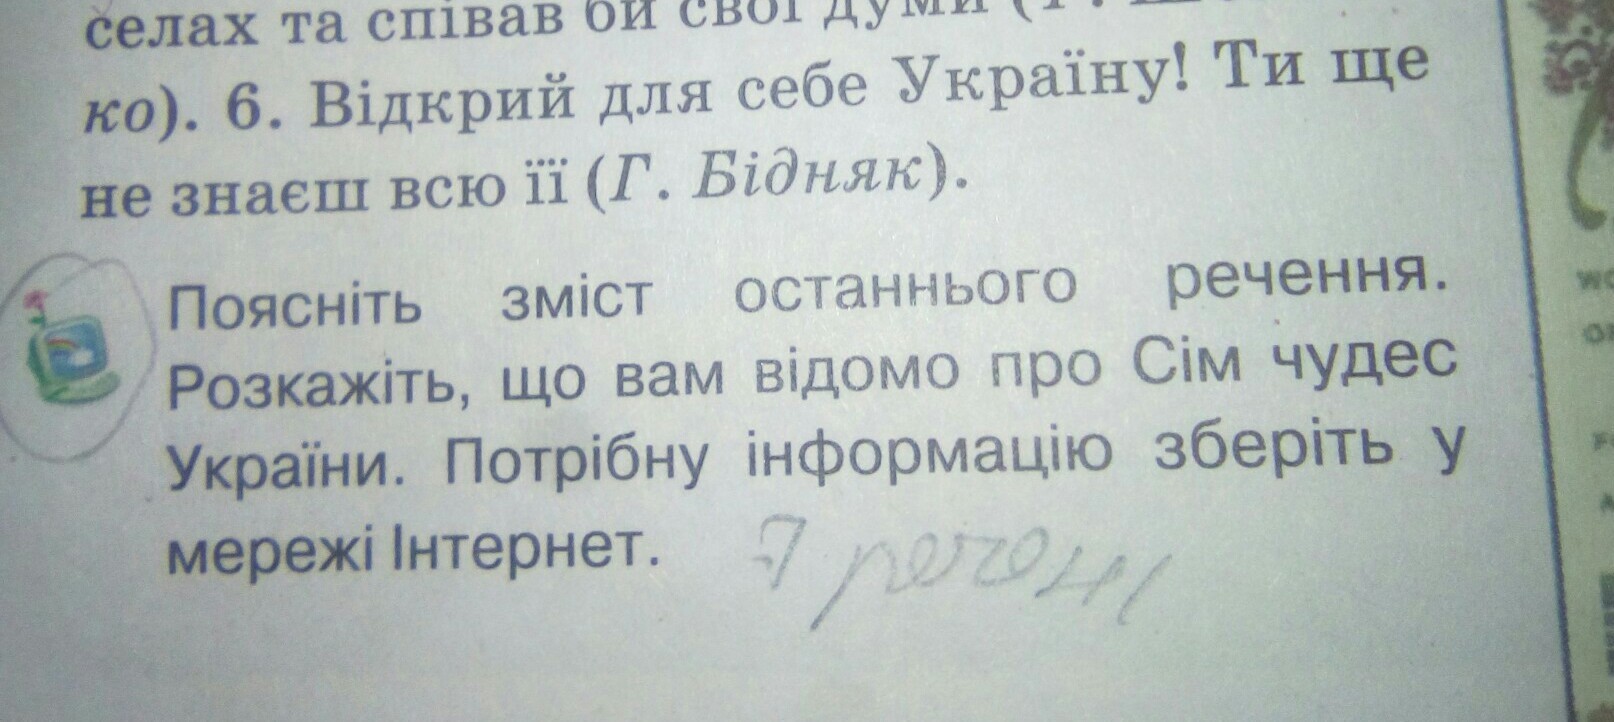 селах та співав би свої думи (
ко). 6. Відкрий для себе Україну! Ти ще
не знаєш всю її (Г. Бідняк).
Поясніть зміст останнього речення.
Розкажіть, що вам відомо про Сім чудес
України. Потрібну інформацію зберіть у
мережі Інтернет. 7 речень